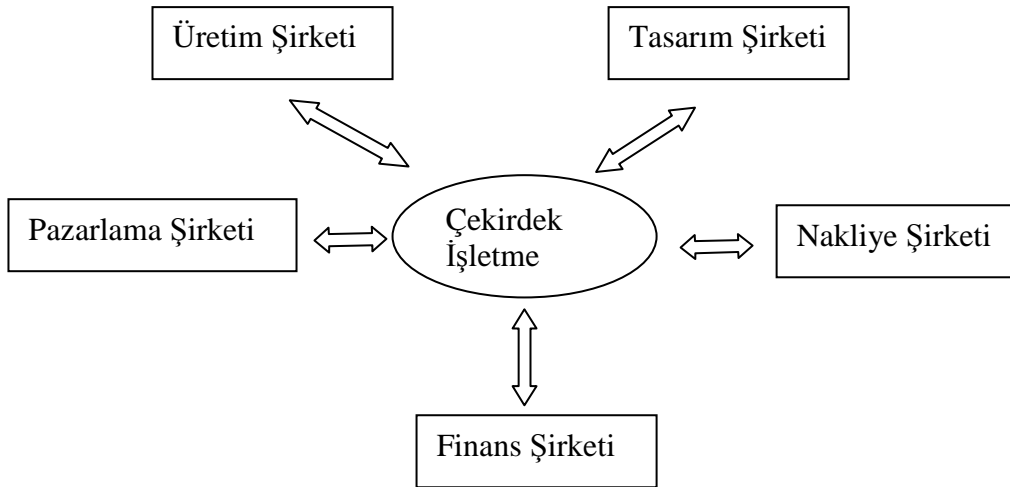 Üretim Şirketi
Tasarım Şirketi
Pazarlama Şirketi
Çekirdek
İşletme
Nakliye Şirketi
Finans Şirketi